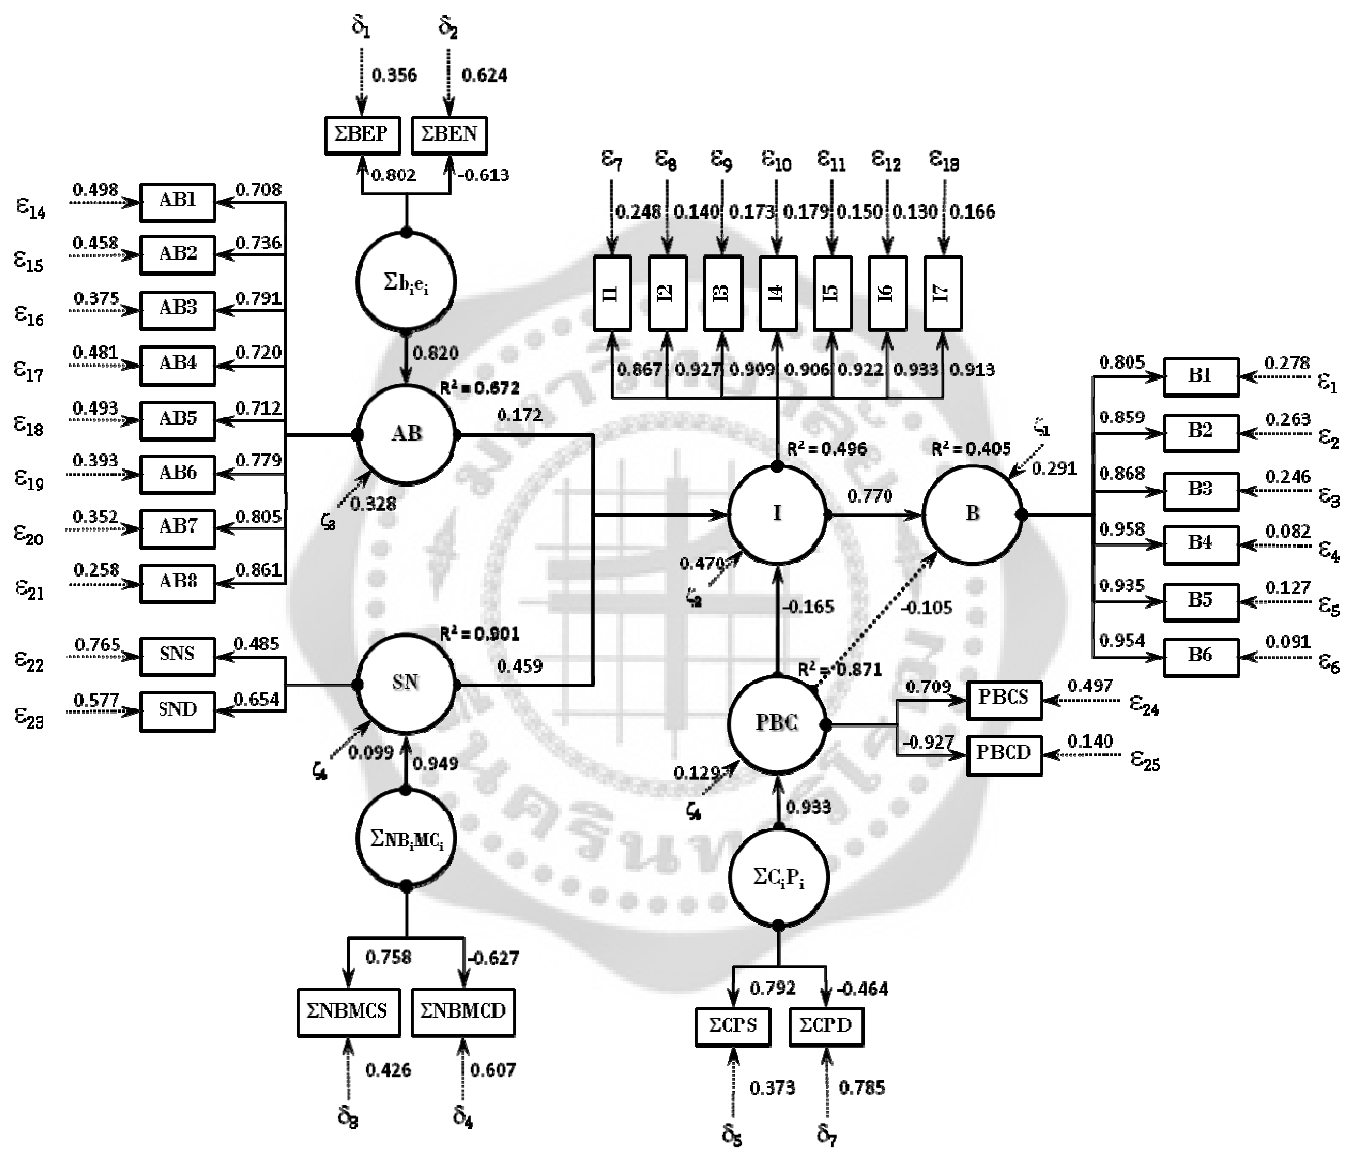 δ1 δ2
0.356 0.624
ΣBEP ΣBEN
0.802 -0.613
Σbiei
0.820
ε14 0.498 AB1 0.708
ε15 0.458 AB2 0.736
ε16 0.375 AB3 0.791
ε17 0.481 AB4 0.720
ε18 0.493 AB5 0.712
ε19 0.393 AB6 0.779
ε20 0.352 AB7 0.805
ε21 0.258 AB8 0.861
R² = 0.672
AB 0.172
ζ3 0.328
ε7 ε8 ε9 ε10 ε11 ε12 ε13
0.248 0.140 0.173 0.179 0.150 0.130 0.166
I1 I2 I3 I4 I5 I6 I7
0.867 0.927 0.909 0.906 0.922 0.933 0.913
R² = 0.496
I 0.770
0.470
ζ2
R² = 0.405
B
ζ1
0.291
0.805 B1 0.278 ε1
0.859 B2 0.263 ε2
0.868 B3 0.246 ε3
0.958 B4 0.082 ε4
0.935 B5 0.127 ε5
0.954 B6 0.091 ε6
-0.165 -0.105
ε22 0.765 SNS 0.485
ε23 0.577 SND 0.654
R² = 0.901
SN 0.459
ζ4 0.099
0.949
ΣNBiMCi
0.758 -0.627
ΣNBMCS ΣNBMCD
0.426 0.607
δ3 δ4
R² = 0.871
PBC
0.129
ζ4
0.709 PBCS 0.497 ε24
-0.927 PBCD 0.140 ε25
0.933
ΣCiPi
0.792 -0.464
ΣCPS ΣCPD
0.373 0.785
δ5 δ7